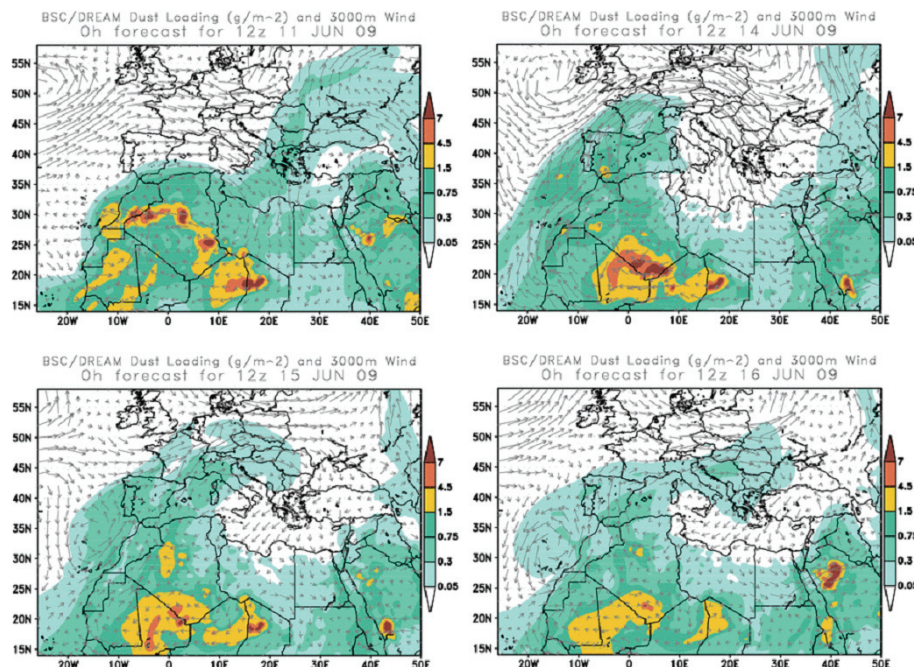 BSC/DREAM Dust Loading (g/m-2) and 3000m Wind
0h forecast for 12z 11 JUN 09
55N
50N
45N
40N
35N
30N
25N
20N
15N
20W 10W 0 10E 20E 30E 40E 50E
7
4.5
1.5
0.75
0.3
0.05
BSC/DREAM Dust Loading (g/m-2) and 3000m Wind
0h forecast for 12z 14 JUN 09
55N
50N
45N
40N
35N
30N
25N
20N
15N
20W 10W 0 10E 20E 30E 40E 50E
7
4.5
1.5
0.75
0.3
0.05
BSC/DREAM Dust Loading (g/m-2) and 3000m Wind
0h forecast for 12z 15 JUN 09
55N
50N
45N
40N
35N
30N
25N
20N
15N
20W 10W 0 10E 20E 30E 40E 50E
7
4.5
1.5
0.75
0.3
0.05
BSC/DREAM Dust Loading (g/m-2) and 3000m Wind
0h forecast for 12z 16 JUN 09
55N
50N
45N
40N
35N
30N
25N
20N
15N
20W 10W 0 10E 20E 30E 40E 50E
7
4.5
1.5
0.75
0.3
0.05